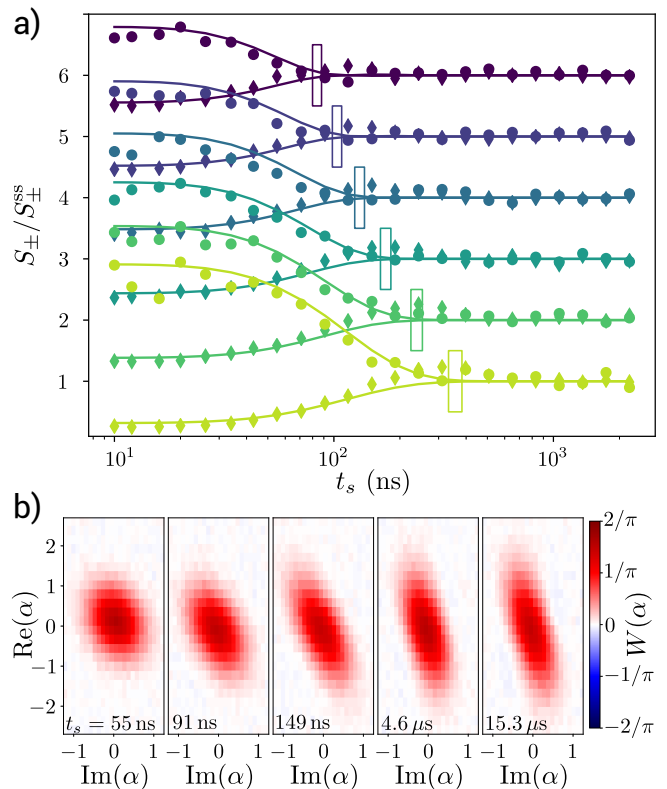 a)
6
5
4
3
2
1
S± / S±^ss
10¹ 10² 10³
t_s (ns)
b)
2
1
0
−1
−2
Re(α)
t_s = 55 ns 91 ns 149 ns 4.6 μs 15.3 μs
−1 0 1 −1 0 1 −1 0 1 −1 0 1 −1 0 1
Im(α) Im(α) Im(α) Im(α) Im(α)
2/π
1/π
0
−1/π
−2/π
W(α)